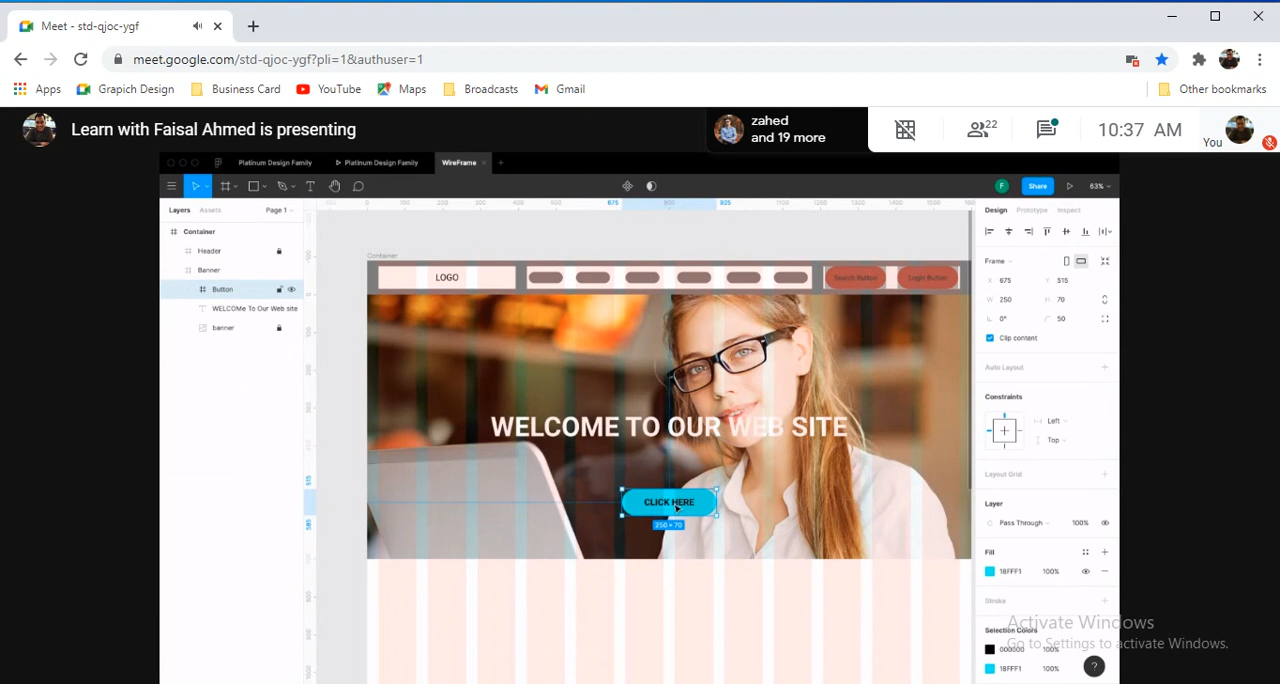 Meet - std-qjoc-ygf
meet.google.com/std-qjoc-ygf?pli=1&authuser=1
Apps Grapich Design Business Card YouTube Maps Broadcasts Gmail Other bookmarks
Learn with Faisal Ahmed is presenting
zahed
and 19 more
22
10:37 AM
You
Platinum Design Family Platinum Design Family WireFrame
F Share 63%
Layers Assets Page 1
Design Prototype Inspect
Container
Header
Banner
Button
WELCOMe To Our Web site
banner
675 925
515
585
Container
LOGO
Search Button Login Button
WELCOME TO OUR WEB SITE
CLICK HERE
250 × 70
Frame
X 675 Y 515
W 250 H 70
0° 50
Clip content
Auto Layout
Constraints
Left
Top
Layout Grid
Layer
Pass Through 100%
Fill
18FFF1 100%
Stroke
Selection Colors
000000 100%
18FFF1 100%
Activate Windows
Go to Settings to activate Windows.
?